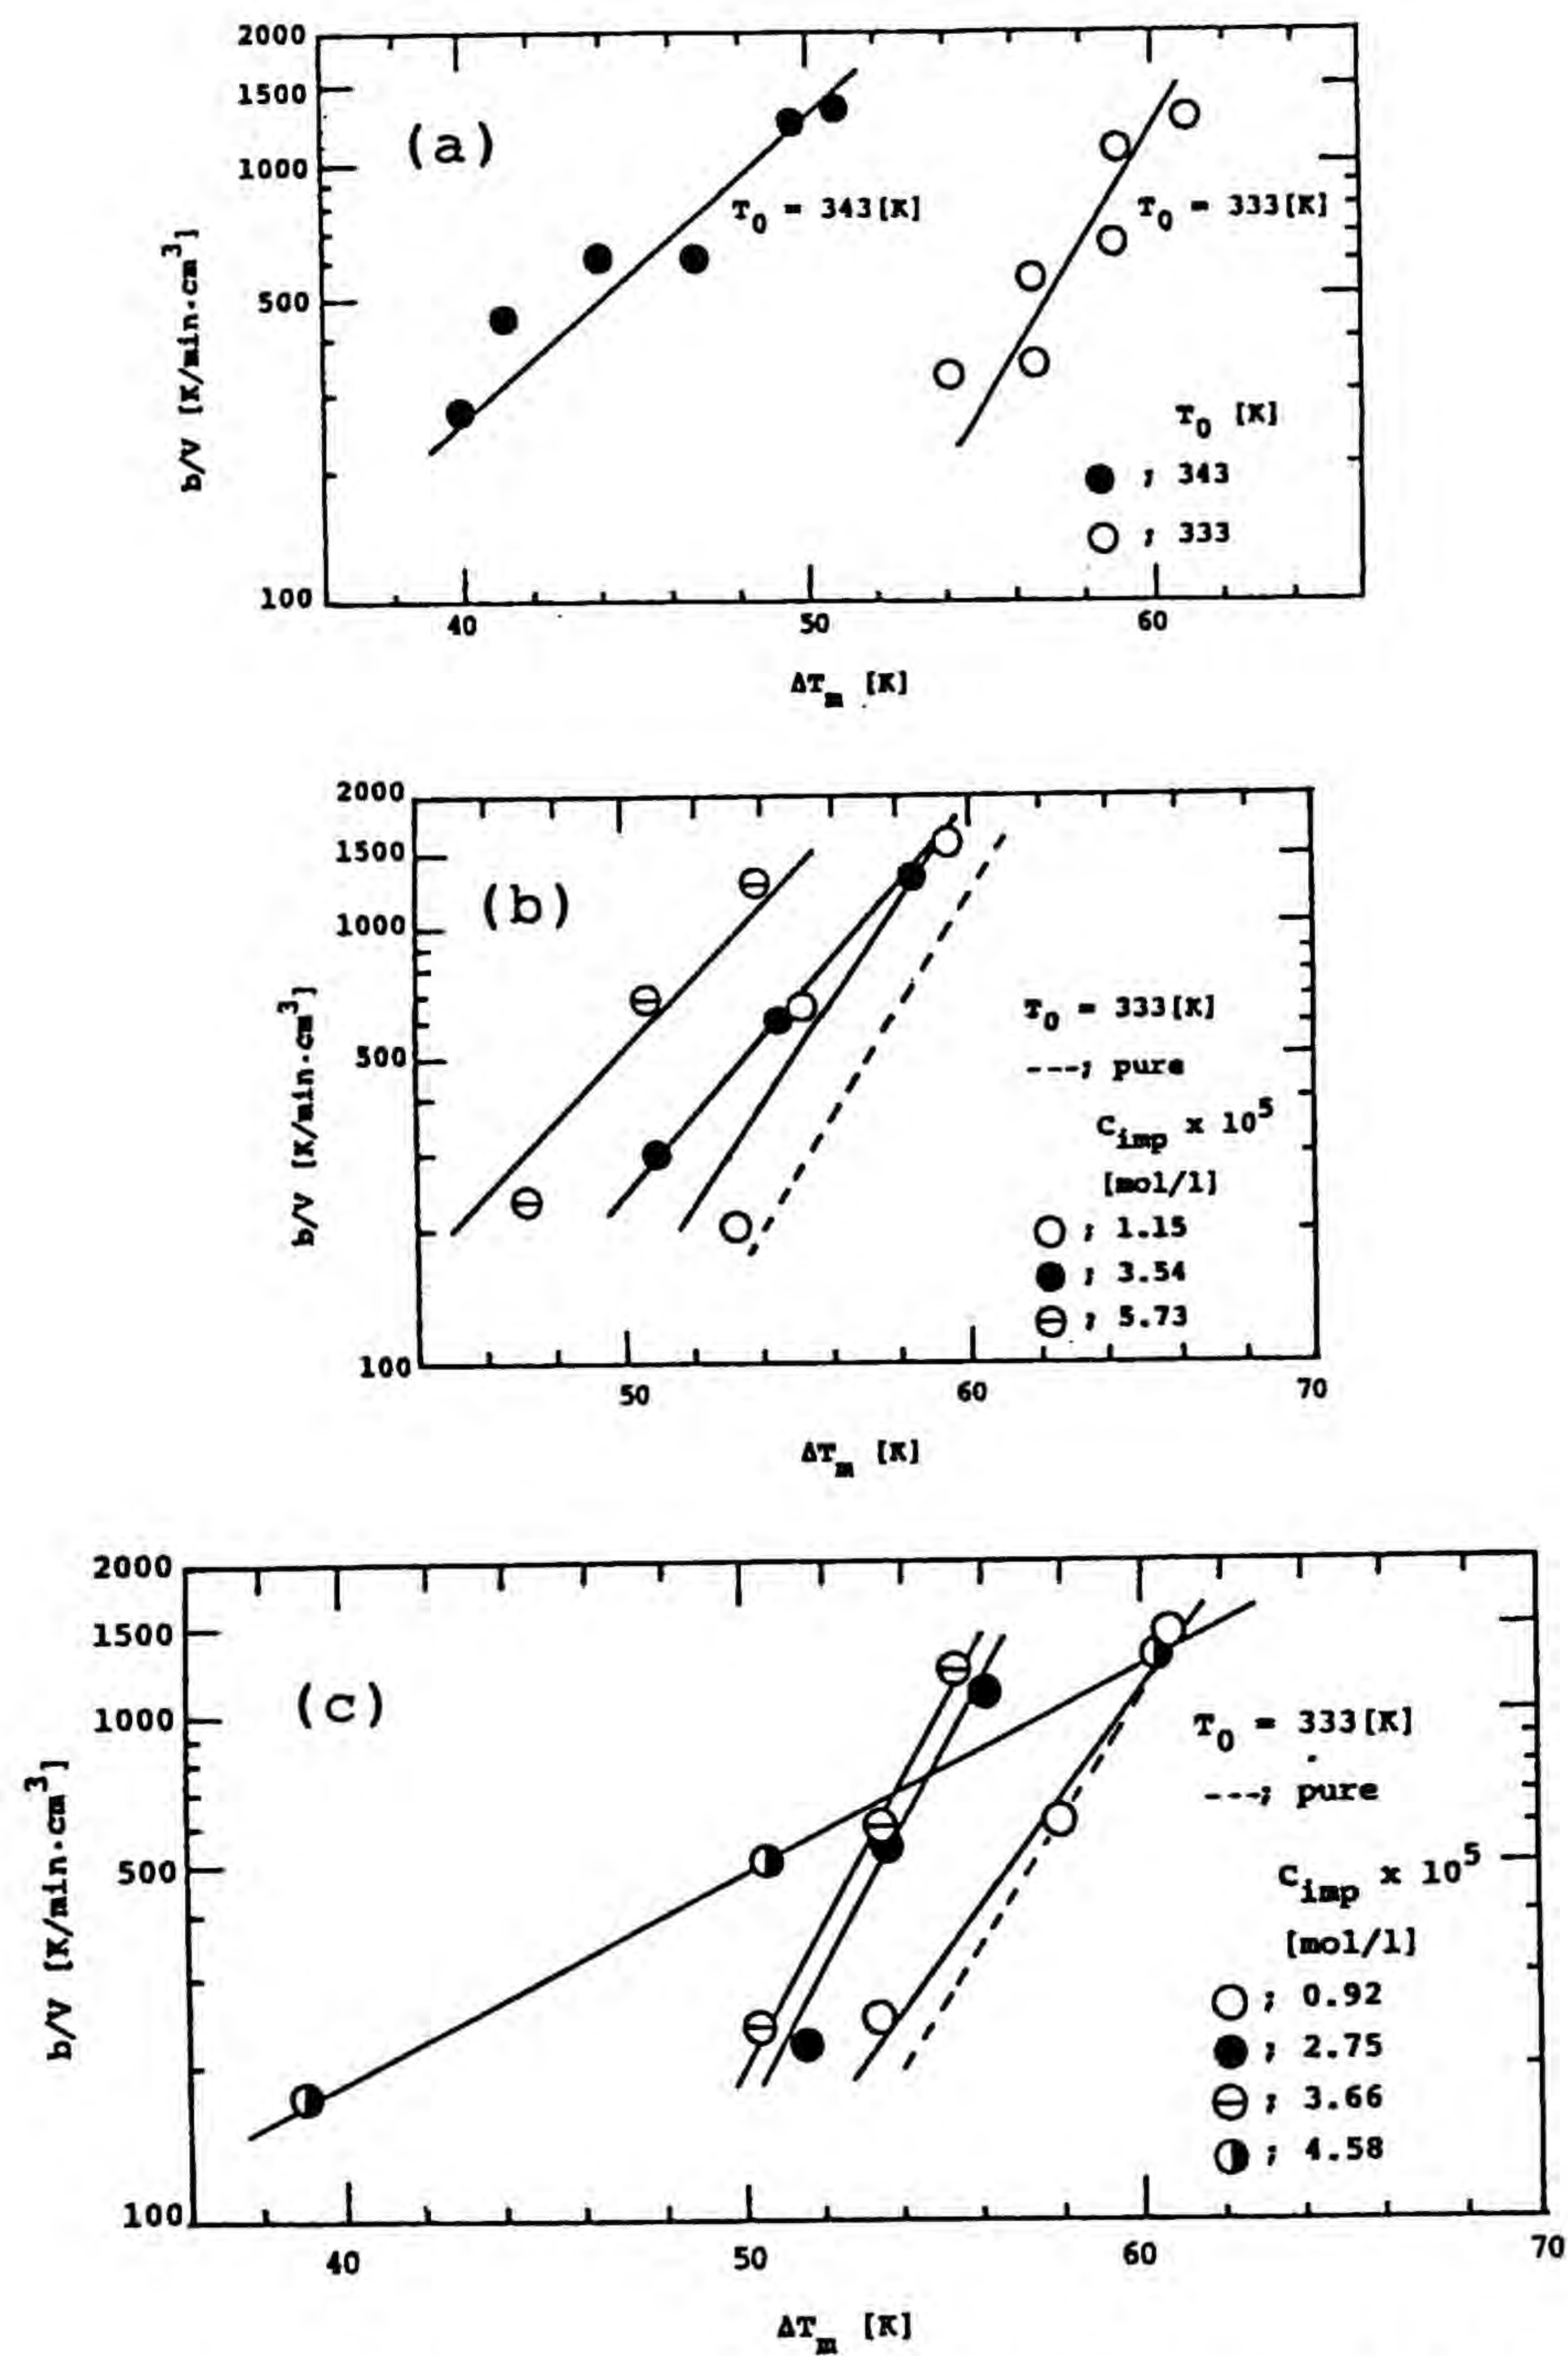 2000
1500
1000
500
100
(a)
T₀ = 343[K]
T₀ = 333[K]
T₀ [K]
● ; 343
○ ; 333
b/V [K/min·cm³]
40 50 60
ΔTₘ [K]
2000
1500
1000
500
100
(b)
T₀ = 333[K]
---; pure
C_imp x 10⁵
[mol/l]
○ ; 1.15
● ; 3.54
⊖ ; 5.73
b/V [K/min·cm³]
50 60 70
ΔTₘ [K]
2000
1500
1000
500
100
(c)
T₀ = 333[K]
---; pure
C_imp x 10⁵
[mol/l]
○ ; 0.92
● ; 2.75
⊖ ; 3.66
◑ ; 4.58
b/V [K/min·cm³]
40 50 60 70
ΔTₘ [K]